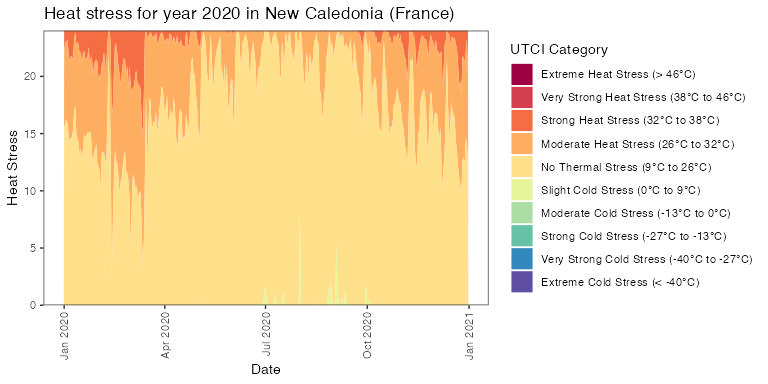 Heat stress for year 2020 in New Caledonia (France)
Heat Stress
20
15
10
5
0
Jan 2020
Apr 2020
Jul 2020
Oct 2020
Jan 2021
Date
UTCI Category
Extreme Heat Stress (> 46°C)
Very Strong Heat Stress (38°C to 46°C)
Strong Heat Stress (32°C to 38°C)
Moderate Heat Stress (26°C to 32°C)
No Thermal Stress (9°C to 26°C)
Slight Cold Stress (0°C to 9°C)
Moderate Cold Stress (-13°C to 0°C)
Strong Cold Stress (-27°C to -13°C)
Very Strong Cold Stress (-40°C to -27°C)
Extreme Cold Stress (< -40°C)